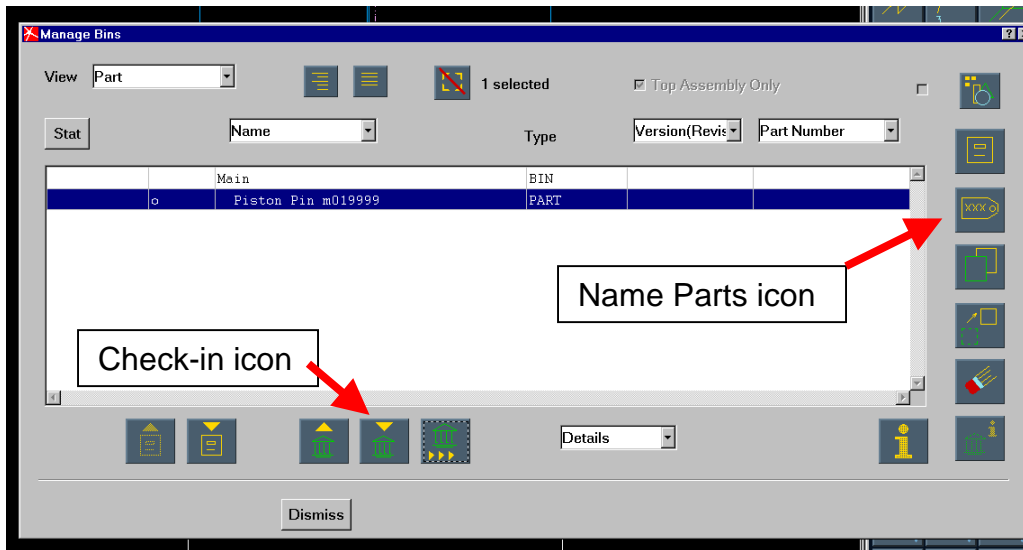 Manage Bins
View Part 1 selected Top Assembly Only
Stat Name Type Version(Revis Part Number
Main BIN
o Piston Pin m019999 PART
xxx
Name Parts icon
Check-in icon
Details
i
i
Dismiss